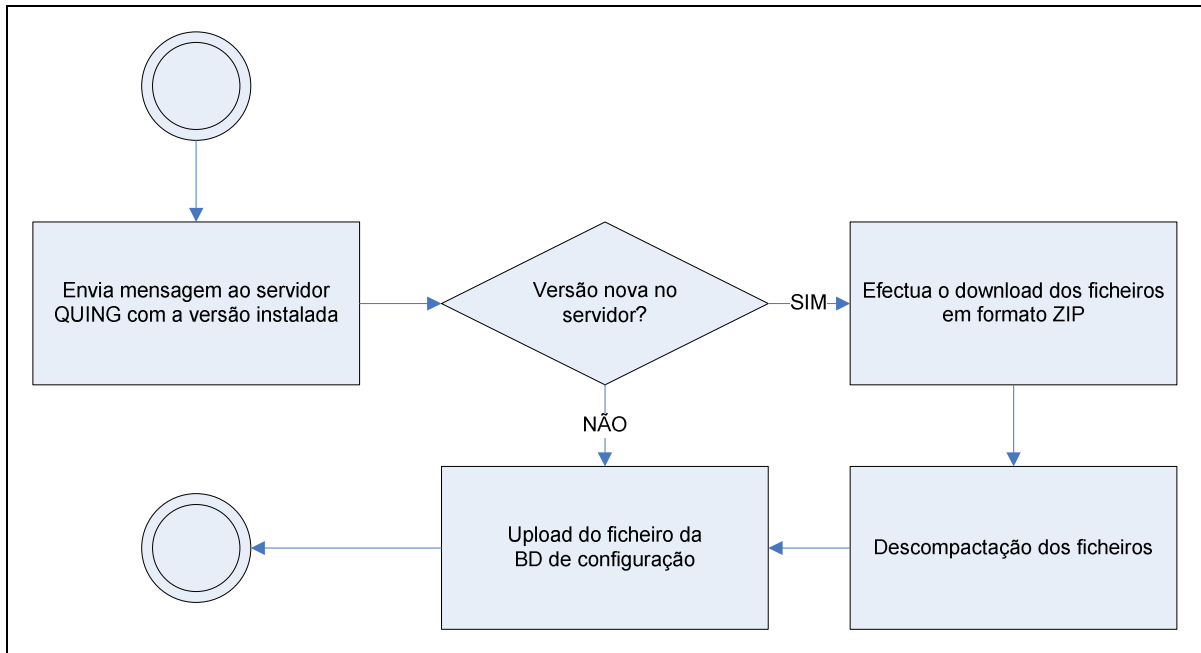 Envia mensagem ao servidor
QUING com a versão instalada
Versão nova no
servidor?
SIM
Efectua o download dos ficheiros
em formato ZIP
NÃO
Upload do ficheiro da
BD de configuração
Descompactação dos ficheiros